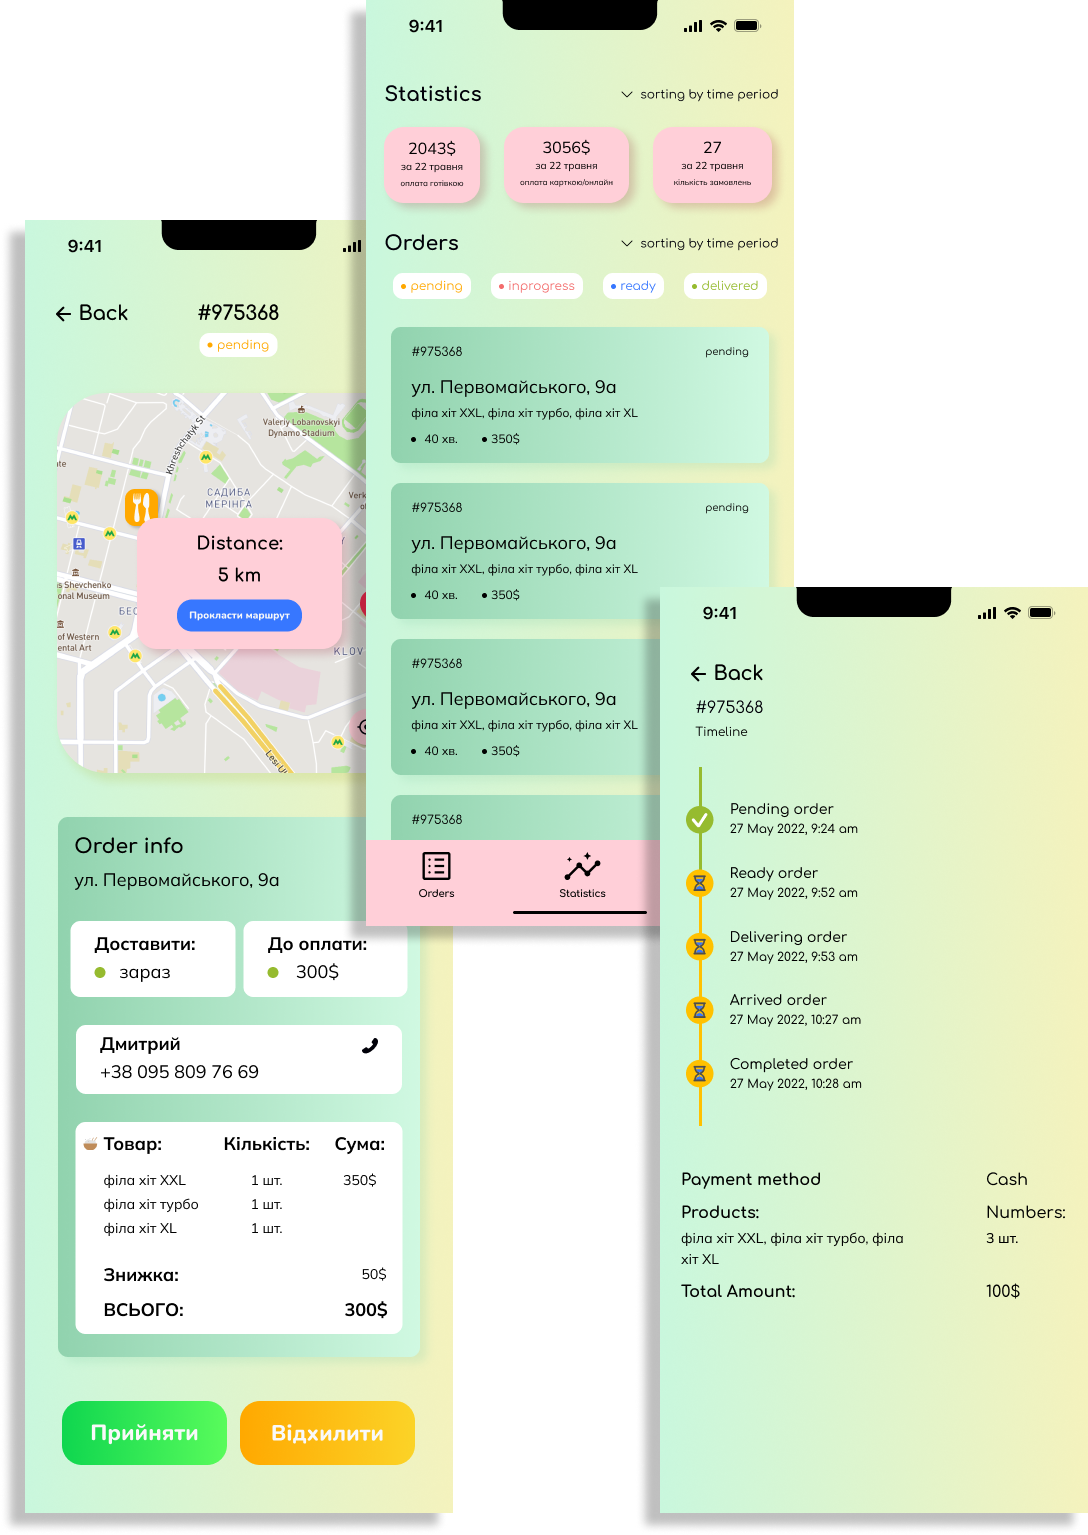 9:41
Statistics
sorting by time period
2043$
за 22 травня
оплата готівкою
3056$
за 22 травня
оплата карткою/онлайн
27
за 22 травня
кількість замовлень
Orders
sorting by time period
pending
inprogress
ready
delivered
#975368
pending
ул. Первомайського, 9а
філа хіт XXL, філа хіт турбо, філа хіт XL
40 хв.
350$
#975368
pending
ул. Первомайського, 9а
філа хіт XXL, філа хіт турбо, філа хіт XL
40 хв.
350$
#975368
ул. Первомайського, 9а
філа хіт XXL, філа хіт турбо, філа хіт XL
40 хв.
350$
#975368
Orders
Statistics
9:41
Back
#975368
pending
Khreshchatyk St
Valeriy Lobanovskyi
Dynamo Stadium
САДИБА
МЕРІНГА
Distance:
5 km
Прокласти маршрут
Shevchenko
onal Museum
БЕС
of Western
ental Art
KLOV
Lesi U
Order info
ул. Первомайського, 9а
Доставити:
зараз
До оплати:
300$
Дмитрий
+38 095 809 76 69
Товар: Кількість: Сума:
філа хіт XXL 1 шт. 350$
філа хіт турбо 1 шт.
філа хіт XL 1 шт.
Знижка: 50$
ВСЬОГО: 300$
Прийняти
Відхилити
9:41
Back
#975368
Timeline
Pending order
27 May 2022, 9:24 am
Ready order
27 May 2022, 9:52 am
Delivering order
27 May 2022, 9:53 am
Arrived order
27 May 2022, 10:27 am
Completed order
27 May 2022, 10:28 am
Payment method Cash
Products: Numbers:
філа хіт XXL, філа хіт турбо, філа 3 шт.
хіт XL
Total Amount: 100$